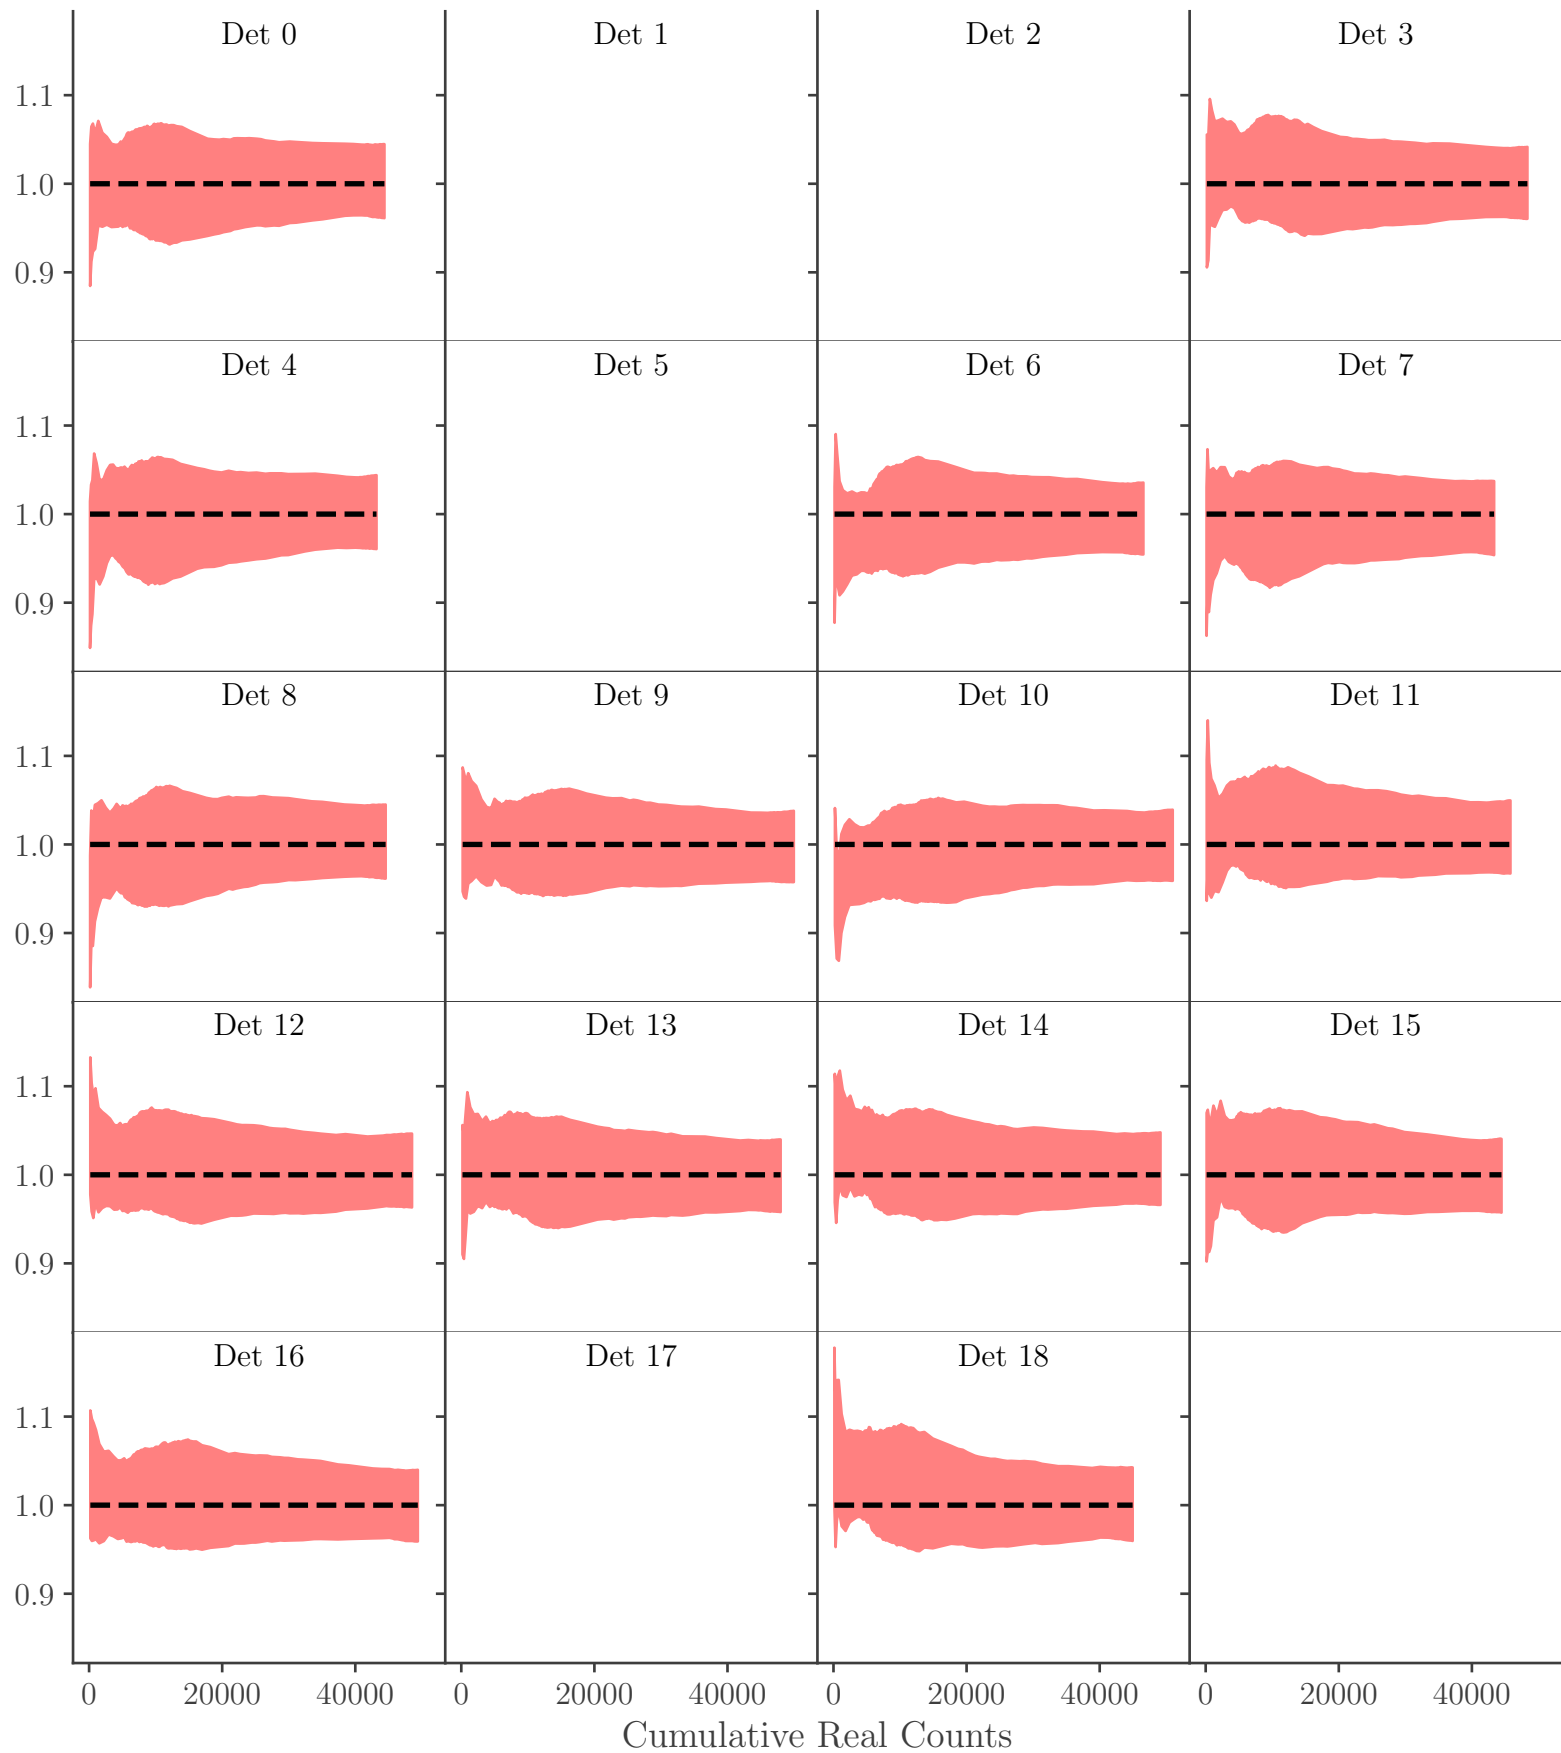 Det 0 Det 1 Det 2 Det 3
1.1
1.0
0.9
Det 4 Det 5 Det 6 Det 7
1.1
1.0
0.9
Det 8 Det 9 Det 10 Det 11
1.1
1.0
0.9
Det 12 Det 13 Det 14 Det 15
1.1
1.0
0.9
Det 16 Det 17 Det 18
1.1
1.0
0.9
0 20000 40000 0 20000 40000 0 20000 40000 0 20000 40000
Cumulative Real Counts